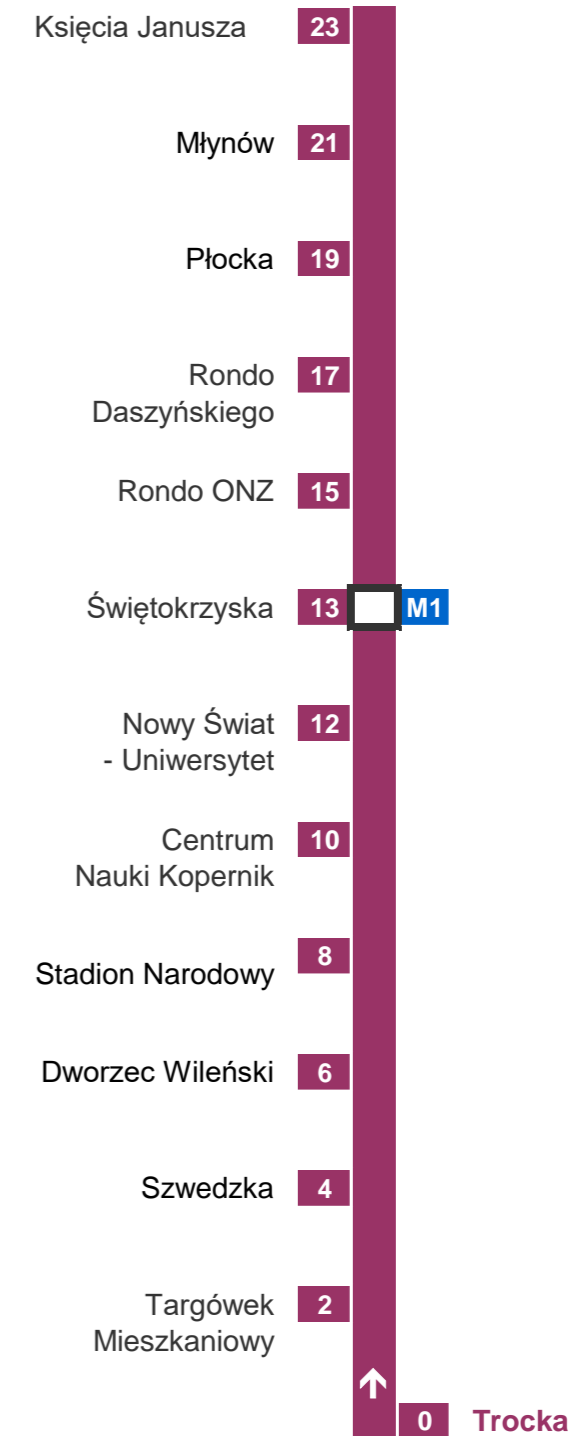 Księcia Janusza 23
Młynów 21
Płocka 19
Rondo 17
Daszyńskiego
Rondo ONZ 15
Świętokrzyska 13 M1
Nowy Świat 12
- Uniwersytet
Centrum 10
Nauki Kopernik
Stadion Narodowy 8
Dworzec Wileński 6
Szwedzka 4
Targówek 2
Mieszkaniowy
0 Trocka